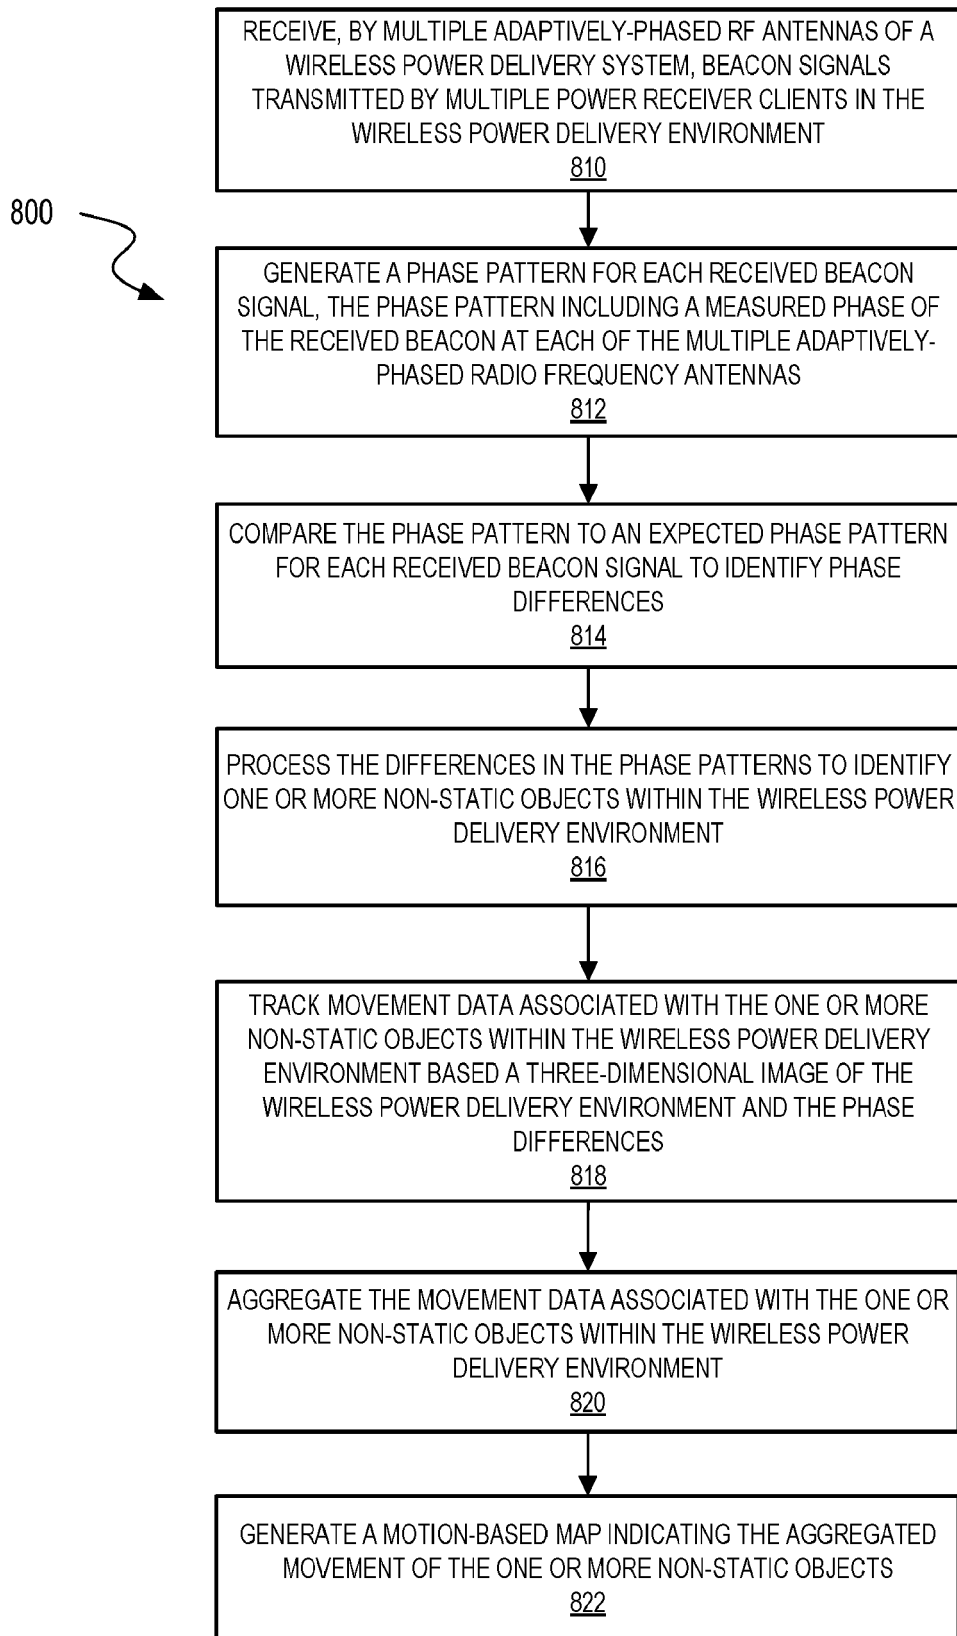 RECEIVE, BY MULTIPLE ADAPTIVELY-PHASED RF ANTENNAS OF A
WIRELESS POWER DELIVERY SYSTEM, BEACON SIGNALS
TRANSMITTED BY MULTIPLE POWER RECEIVER CLIENTS IN THE
WIRELESS POWER DELIVERY ENVIRONMENT
810
800
GENERATE A PHASE PATTERN FOR EACH RECEIVED BEACON
SIGNAL, THE PHASE PATTERN INCLUDING A MEASURED PHASE OF
THE RECEIVED BEACON AT EACH OF THE MULTIPLE ADAPTIVELY-
PHASED RADIO FREQUENCY ANTENNAS
812
COMPARE THE PHASE PATTERN TO AN EXPECTED PHASE PATTERN
FOR EACH RECEIVED BEACON SIGNAL TO IDENTIFY PHASE
DIFFERENCES
814
PROCESS THE DIFFERENCES IN THE PHASE PATTERNS TO IDENTIFY
ONE OR MORE NON-STATIC OBJECTS WITHIN THE WIRELESS POWER
DELIVERY ENVIRONMENT
816
TRACK MOVEMENT DATA ASSOCIATED WITH THE ONE OR MORE
NON-STATIC OBJECTS WITHIN THE WIRELESS POWER DELIVERY
ENVIRONMENT BASED A THREE-DIMENSIONAL IMAGE OF THE
WIRELESS POWER DELIVERY ENVIRONMENT AND THE PHASE
DIFFERENCES
818
AGGREGATE THE MOVEMENT DATA ASSOCIATED WITH THE ONE OR
MORE NON-STATIC OBJECTS WITHIN THE WIRELESS POWER
DELIVERY ENVIRONMENT
820
GENERATE A MOTION-BASED MAP INDICATING THE AGGREGATED
MOVEMENT OF THE ONE OR MORE NON-STATIC OBJECTS
822